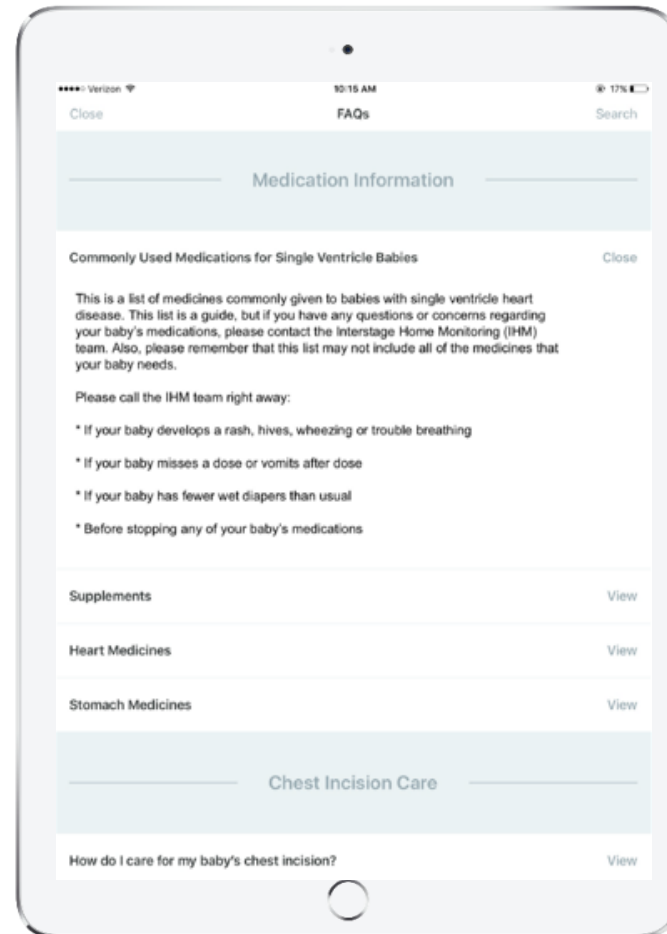 Verizon 10:15 AM 17%
Close FAQs Search
Medication Information
Commonly Used Medications for Single Ventricle Babies Close
This is a list of medicines commonly given to babies with single ventricle heart
disease. This list is a guide, but if you have any questions or concerns regarding
your baby's medications, please contact the Interstage Home Monitoring (IHM)
team. Also, please remember that this list may not include all of the medicines that
your baby needs.
Please call the IHM team right away:
* If your baby develops a rash, hives, wheezing or trouble breathing
* If your baby misses a dose or vomits after dose
* If your baby has fewer wet diapers than usual
* Before stopping any of your baby's medications
Supplements View
Heart Medicines View
Stomach Medicines View
Chest Incision Care
How do I care for my baby's chest incision? View